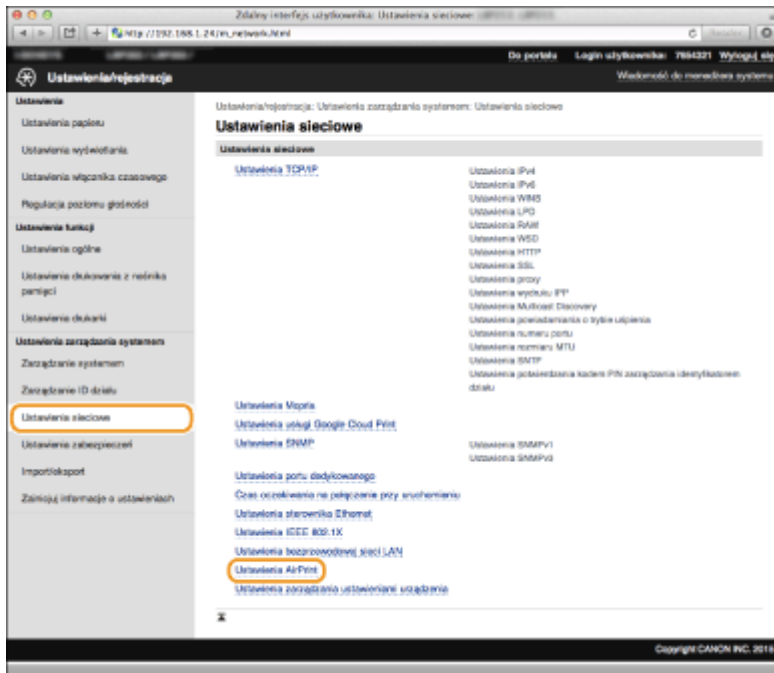 Zdalny interfejs użytkownika: Ustawienia sieciowe:
http://192.168.1.24/m_network.html
Reader
Do portalu Login użytkownika: 7654321 Wyloguj się
Ustawienia/rejestracja
Wiadomość do menedżera systemu
Ustawienia
Ustawienia papieru
Ustawienia wyświetlania
Ustawienia włącznika czasowego
Regulacja poziomu głośności
Ustawienia funkcji
Ustawienia ogólne
Ustawienia drukowania z nośnika
pamięci
Ustawienia drukarki
Ustawienia zarządzania systemem
Zarządzanie systemem
Zarządzanie ID działu
Ustawienia sieciowe
Ustawienia zabezpieczeń
Import/eksport
Zainicjuj informacje o ustawieniach
Ustawienia/rejestracja: Ustawienia zarządzania systemem: Ustawienia sieciowe
Ustawienia sieciowe
Ustawienia sieciowe
Ustawienia TCP/IP
Ustawienia IPv4
Ustawienia IPv6
Ustawienia WINS
Ustawienia LPD
Ustawienia RAW
Ustawienia WSD
Ustawienia HTTP
Ustawienia SSL
Ustawienia proxy
Ustawienia wydruku IPP
Ustawienia Multicast Discovery
Ustawienia powiadamiania o trybie uśpienia
Ustawienia numeru portu
Ustawienia rozmiaru MTU
Ustawienia SNTP
Ustawienia potwierdzania kodem PIN zarządzania identyfikatorem
działu
Ustawienia Mopria
Ustawienia usługi Google Cloud Print
Ustawienia SNMP
Ustawienia SNMPv1
Ustawienia SNMPv3
Ustawienia portu dedykowanego
Czas oczekiwania na połączenie przy uruchomieniu
Ustawienia sterownika Ethernet
Ustawienia IEEE 802.1X
Ustawienia bezprzewodowej sieci LAN
Ustawienia AirPrint
Ustawienia zarządzania ustawieniami urządzenia
Copyright CANON INC. 2015